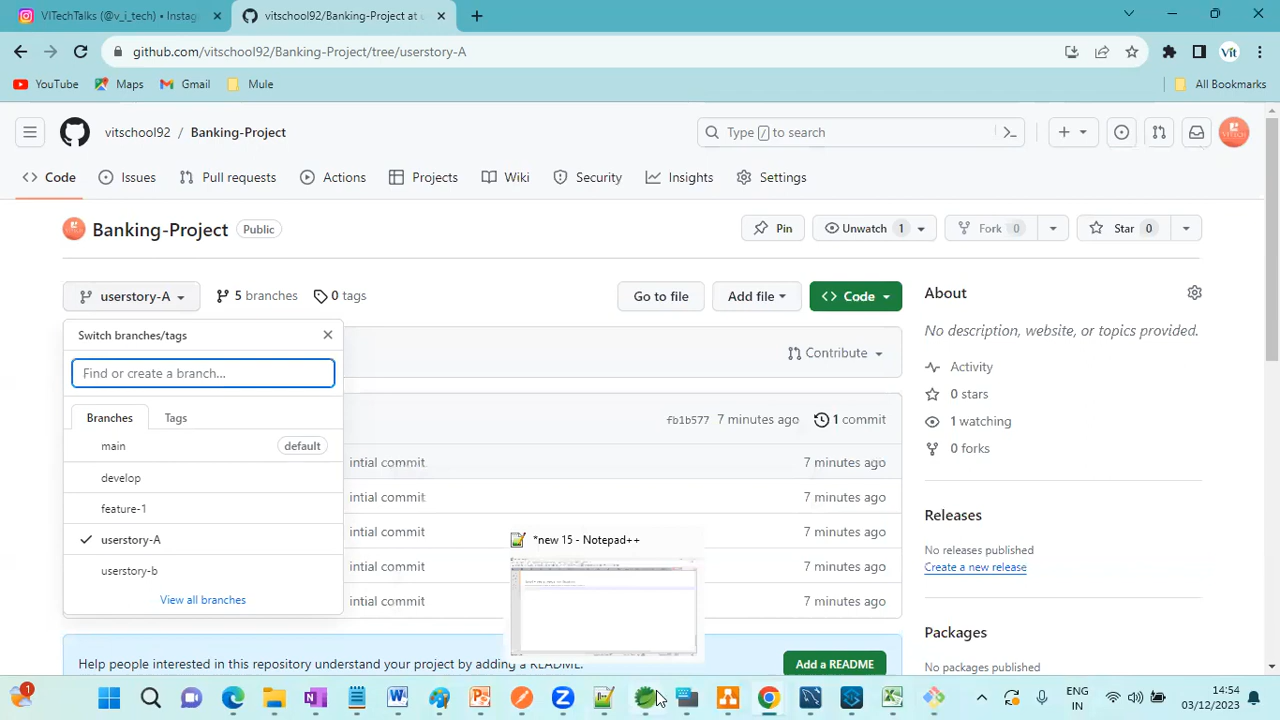 VITechTalks (@v_i_tech) • Instag
vitschool92/Banking-Project at u
github.com/vitschool92/Banking-Project/tree/userstory-A
Vit
YouTube
Maps
Gmail
Mule
All Bookmarks
vitschool92 / Banking-Project
Type / to search
Code
Issues
Pull requests
Actions
Projects
Wiki
Security
Insights
Settings
Banking-Project
Public
Pin
Unwatch 1
Fork 0
Star 0
userstory-A
5 branches
0 tags
Go to file
Add file
Code
About
Switch branches/tags
No description, website, or topics provided.
Contribute
Find or create a branch...
Activity
0 stars
Branches
Tags
fb1b577 7 minutes ago
1 commit
1 watching
main
default
0 forks
intial commit
7 minutes ago
develop
intial commit
7 minutes ago
feature-1
Releases
intial commit
7 minutes ago
userstory-A
*new 15 - Notepad++
No releases published
intial commit
7 minutes ago
Create a new release
userstory-b
View all branches
intial commit
7 minutes ago
Packages
Help people interested in this repository understand your project by adding a README.
Add a README
No packages published
1
ENG
IN
14:54
03/12/2023